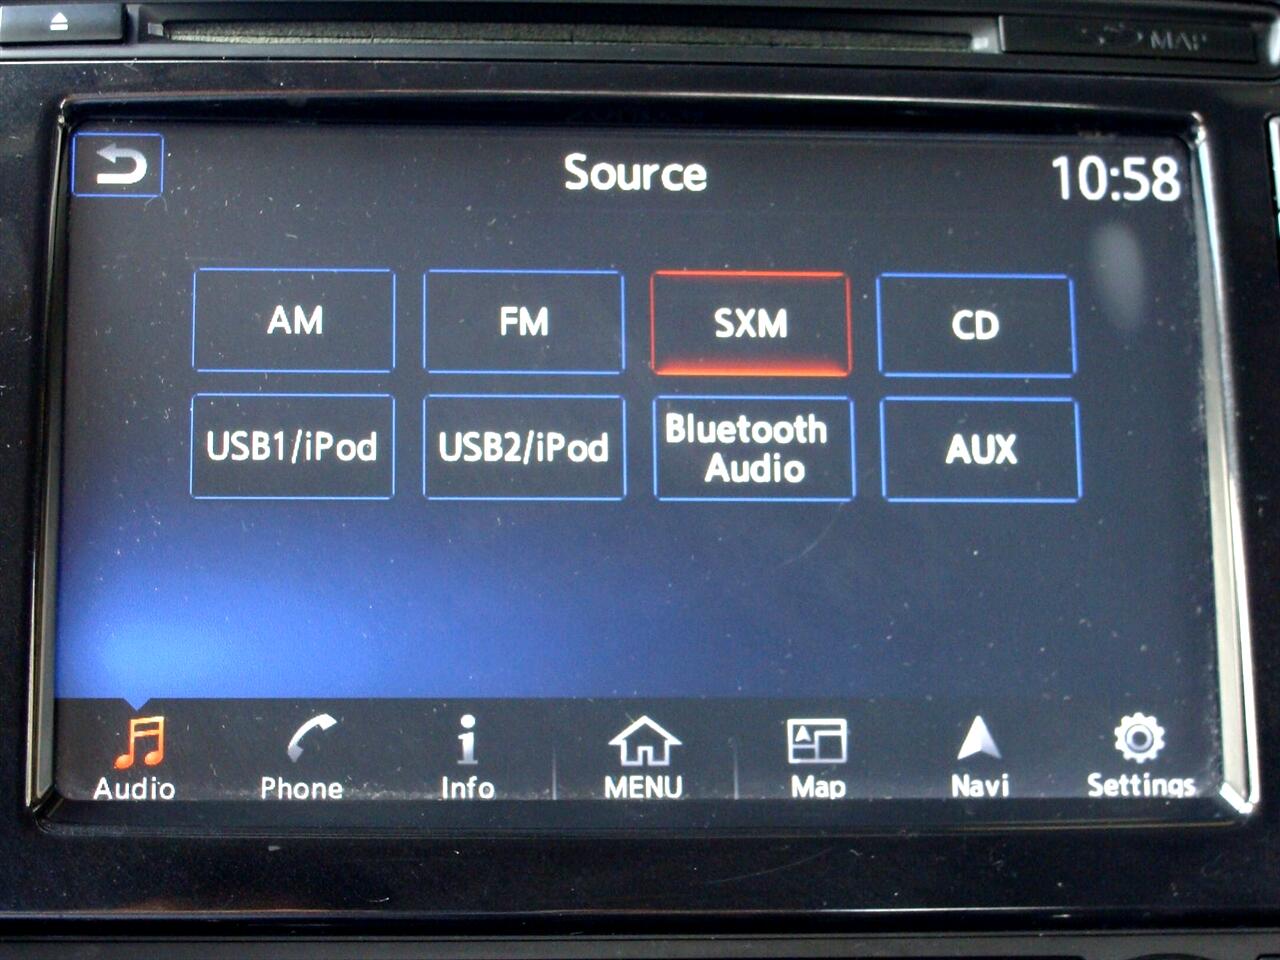 MAP
Source
10:58
AM
FM
SXM
CD
USB1/iPod
USB2/iPod
Bluetooth
Audio
AUX
Audio
Phone
Info
MENU
Map
Navi
Settings